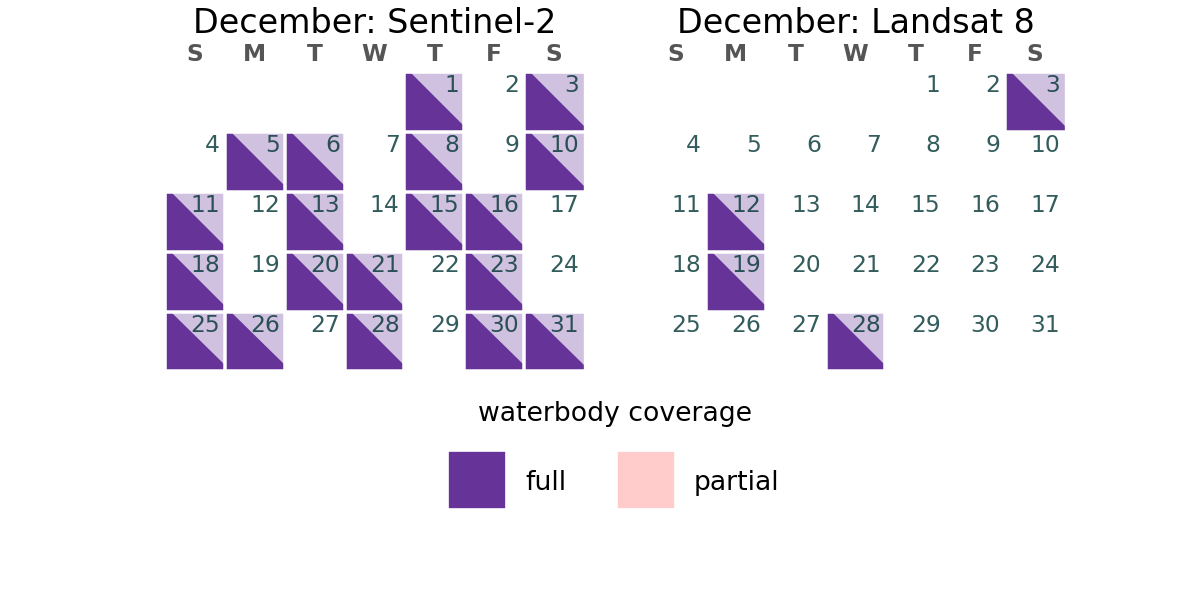 December: Sentinel-2
S M T W T F S
1 2 3
4 5 6 7 8 9 10
11 12 13 14 15 16 17
18 19 20 21 22 23 24
25 26 27 28 29 30 31
December: Landsat 8
S M T W T F S
1 2 3
4 5 6 7 8 9 10
11 12 13 14 15 16 17
18 19 20 21 22 23 24
25 26 27 28 29 30 31
waterbody coverage
full partial